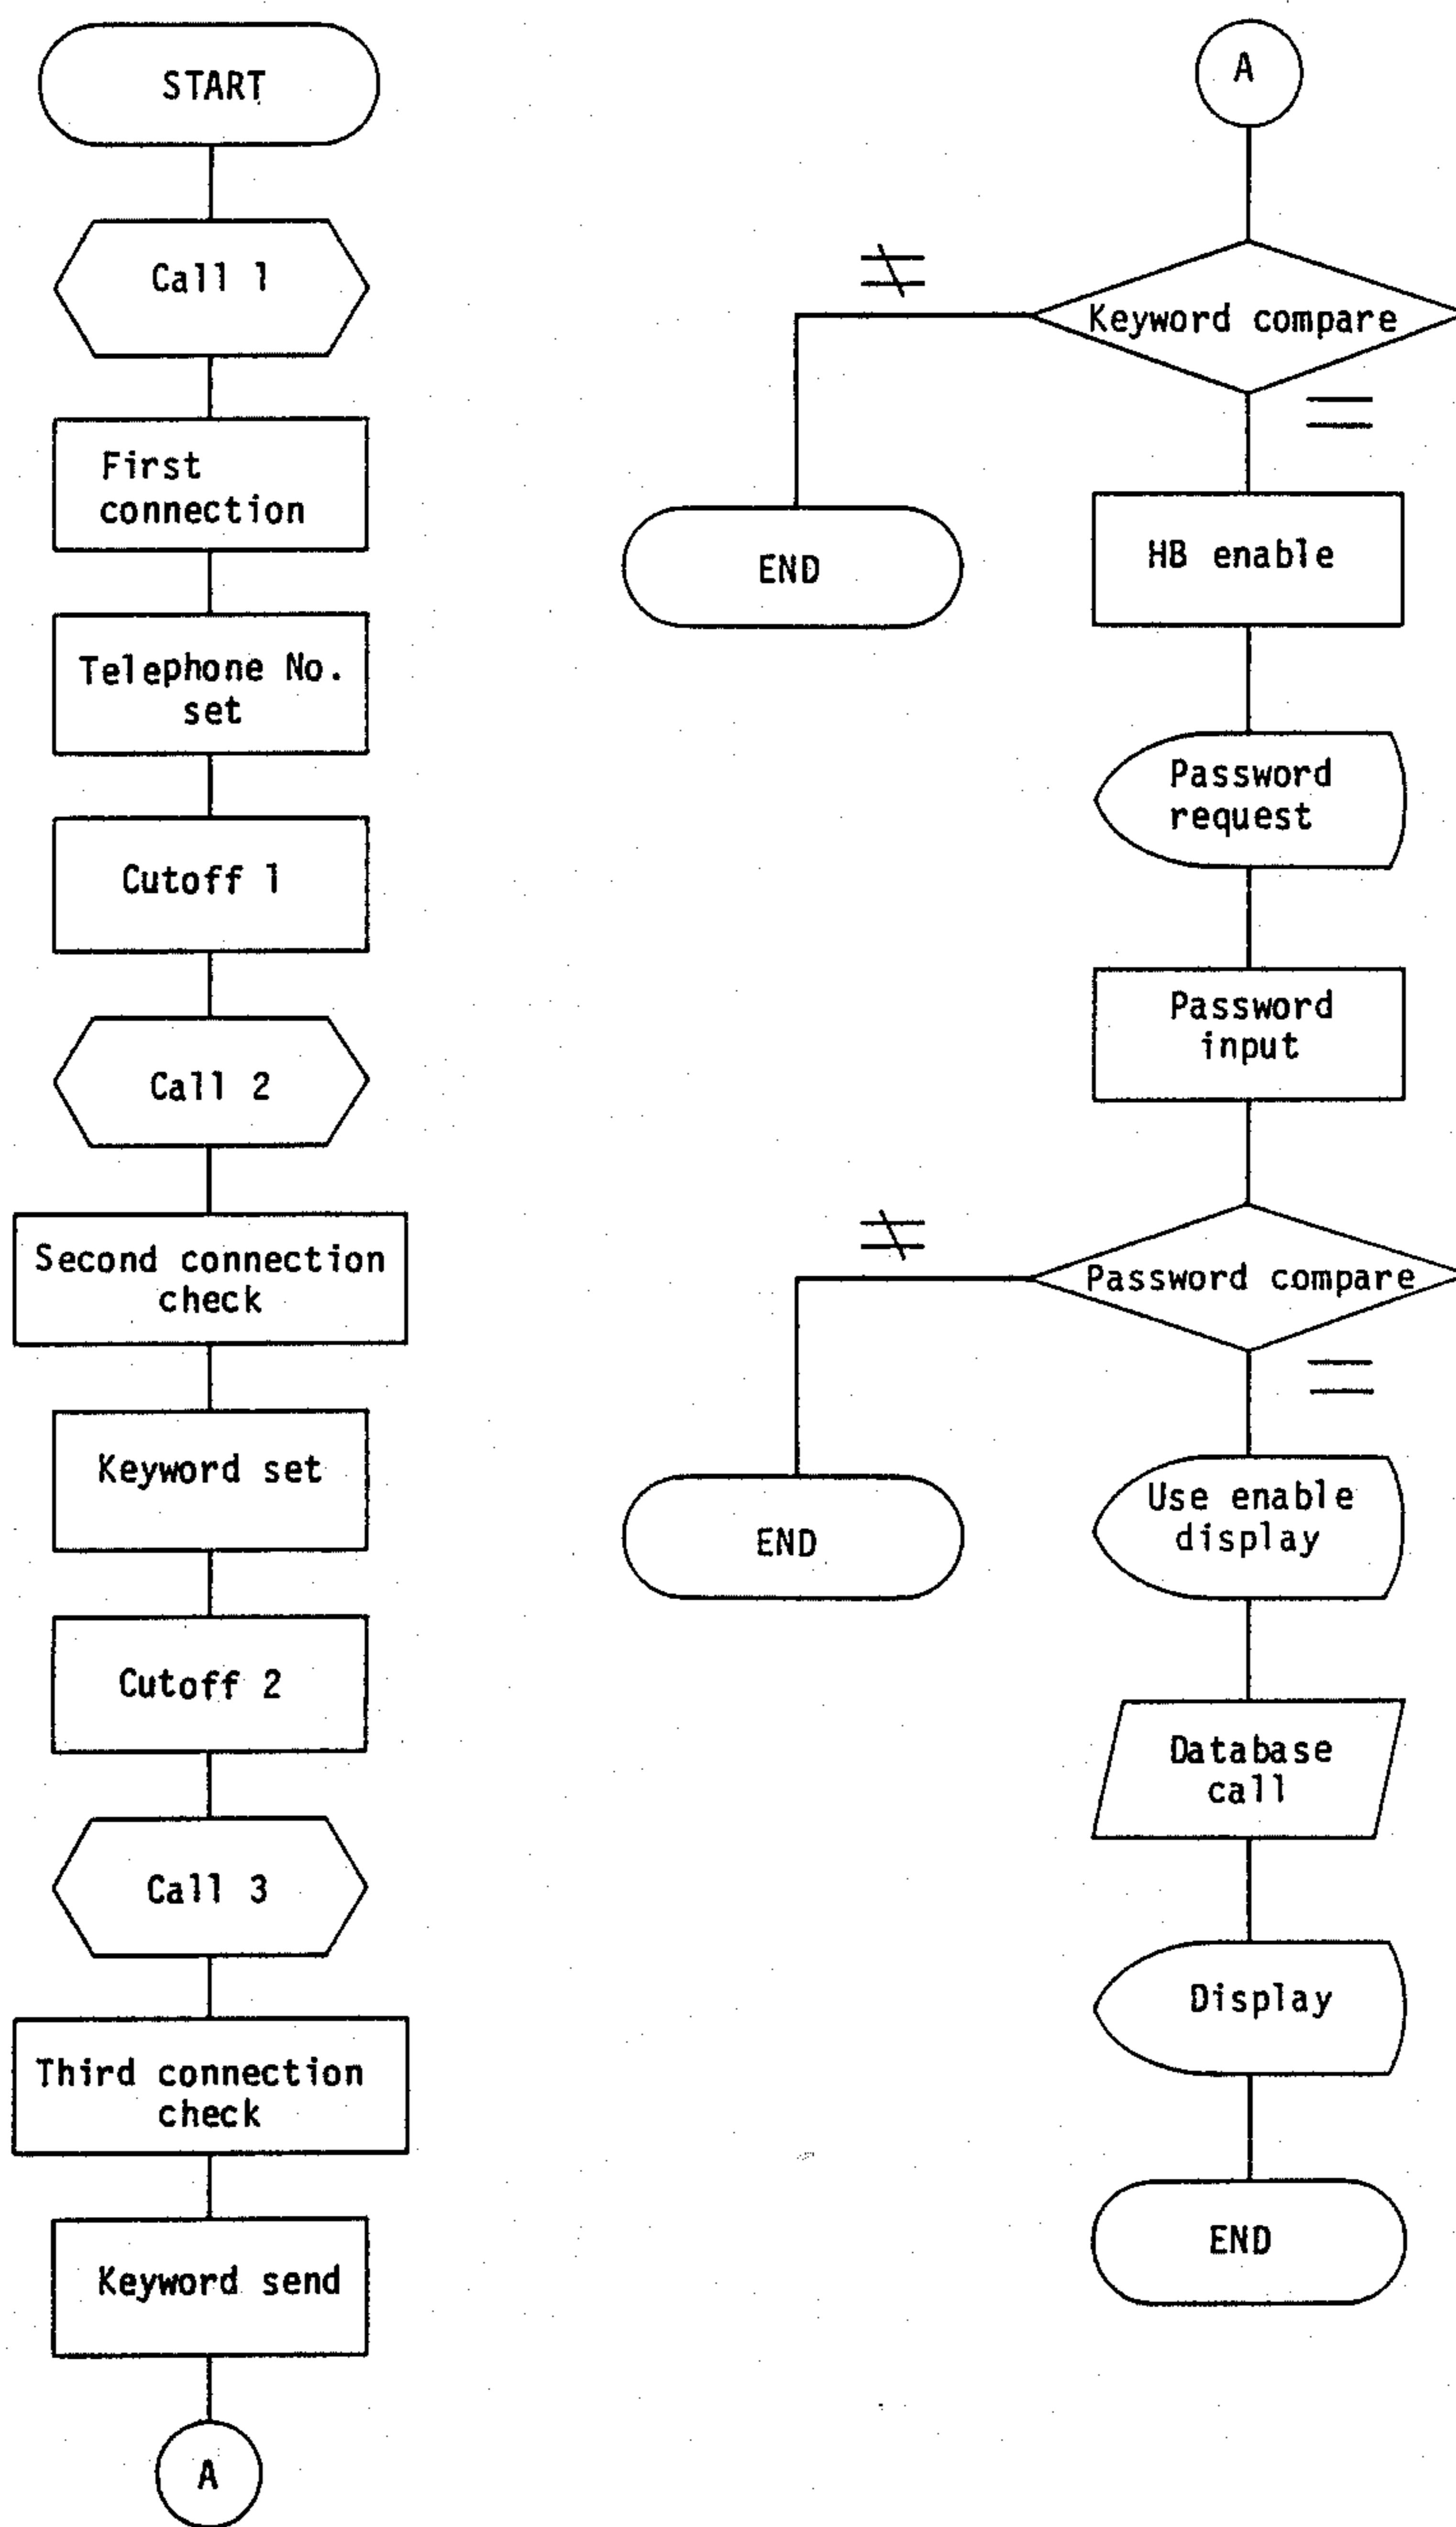 START
Call 1
First
connection
Telephone No.
set
Cutoff 1
Call 2
Second connection
check
Keyword set
Cutoff 2
Call 3
Third connection
check
Keyword send
A
A
Keyword compare
≠
=
END
HB enable
Password
request
Password
input
Password compare
≠
=
END
Use enable
display
Database
call
Display
END